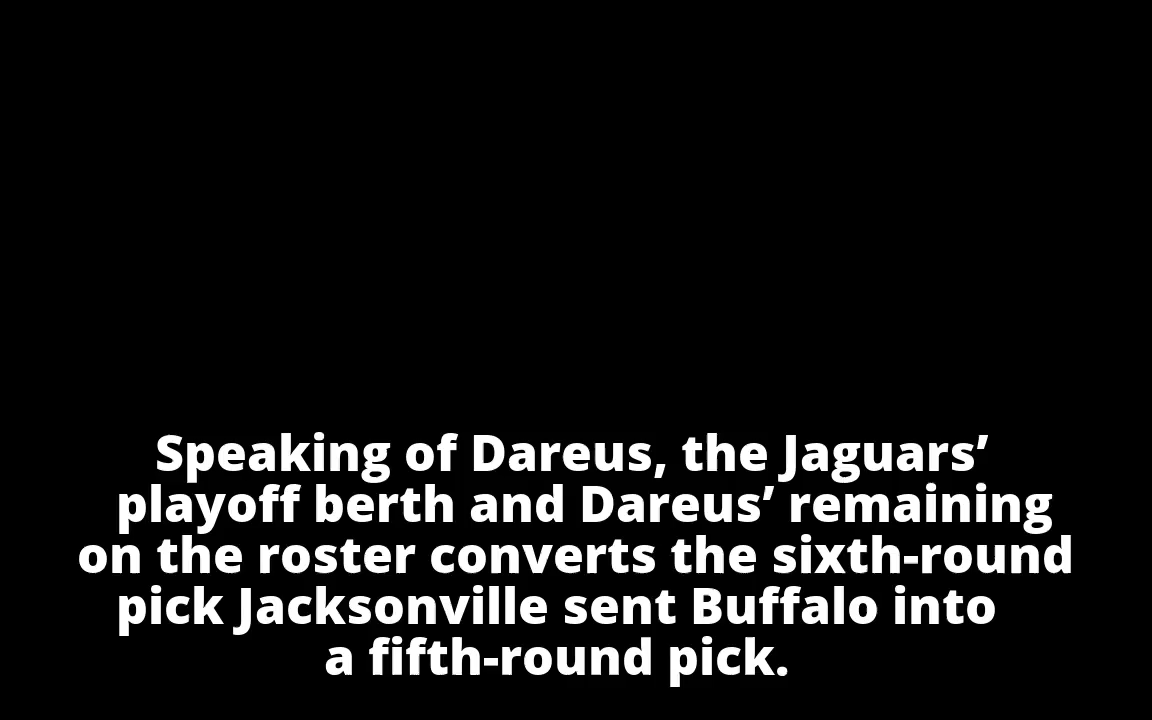 Speaking of Dareus, the Jaguars’
playoff berth and Dareus’ remaining
on the roster converts the sixth-round
pick Jacksonville sent Buffalo into
a fifth-round pick.